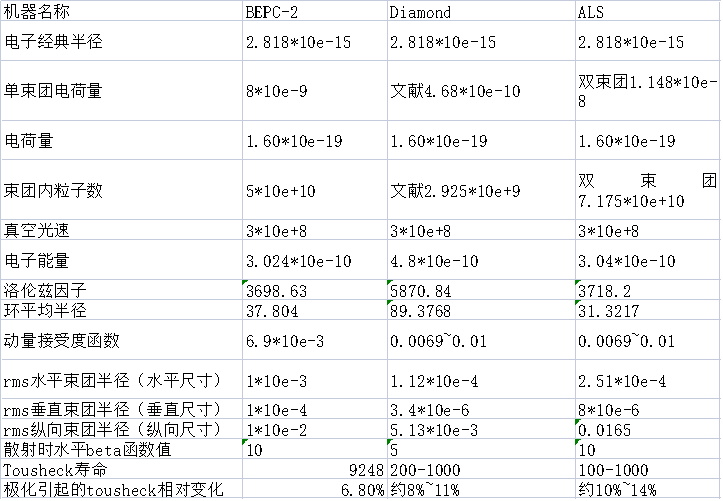 机器名称 BEPC-2 Diamond ALS
电子经典半径 2.818*10e-15 2.818*10e-15 2.818*10e-15
单束团电荷量 8*10e-9 文献4.68*10e-10 双束团1.148*10e-8
电荷量 1.60*10e-19 1.60*10e-19 1.60*10e-19
束团内粒子数 5*10e+10 文献2.925*10e+9 双束团7.175*10e+10
真空光速 3*10e+8 3*10e+8 3*10e+8
电子能量 3.024*10e-10 4.8*10e-10 3.04*10e-10
洛伦兹因子 3698.63 5870.84 3718.2
环平均半径 37.804 89.3768 31.3217
动量接受度函数 6.9*10e-3 0.0069~0.01 0.0069~0.01
rms水平束团半径（水平尺寸） 1*10e-3 1.12*10e-4 2.51*10e-4
rms垂直束团半径（垂直尺寸） 1*10e-4 3.4*10e-6 8*10e-6
rms纵向束团半径（纵向尺寸） 1*10e-2 5.13*10e-3 0.0165
散射时水平beta函数值 10 5 10
Tousheck寿命 9248 200-1000 100-1000
极化引起的tousheck相对变化 6.80% 约8%~11% 约10%~14%